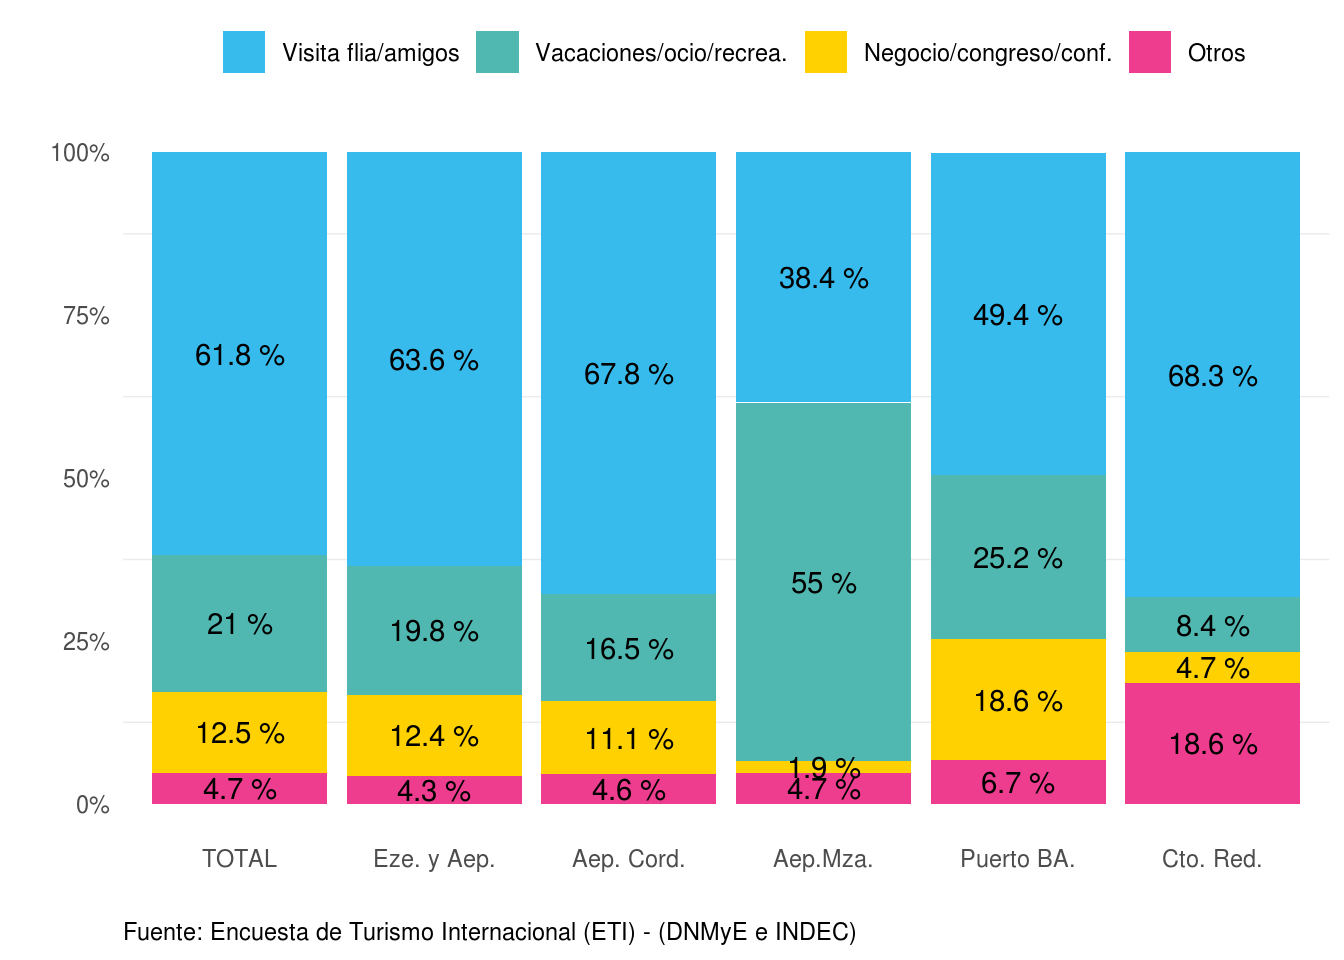 Visita flia/amigos Vacaciones/ocio/recrea. Negocio/congreso/conf. Otros
100%
75%
50%
25%
0%
61.8 % 63.6 % 67.8 % 38.4 % 49.4 % 68.3 %
21 % 19.8 % 16.5 % 55 % 25.2 % 8.4 %
12.5 % 12.4 % 11.1 % 1.9 % 18.6 % 4.7 %
4.7 % 4.3 % 4.6 % 4.7 % 6.7 % 18.6 %
TOTAL Eze. y Aep. Aep. Cord. Aep.Mza. Puerto BA. Cto. Red.
Fuente: Encuesta de Turismo Internacional (ETI) - (DNMyE e INDEC)